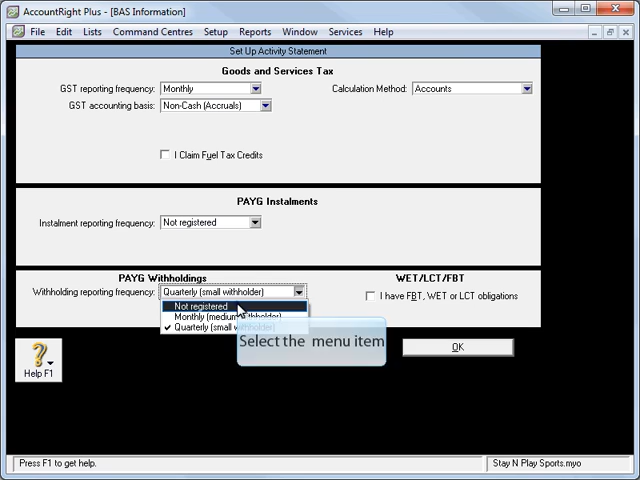 AccountRight Plus - [BAS Information]
File Edit Lists Command Centres Setup Reports Window Services Help
Set Up Activity Statement
Goods and Services Tax
GST reporting frequency: Monthly Calculation Method: Accounts
GST accounting basis: Non-Cash (Accruals)
I Claim Fuel Tax Credits
PAYG Instalments
Instalment reporting frequency: Not registered
PAYG Withholdings WET/LCT/FBT
Withholding reporting frequency: Quarterly (small withholder) I have FBT, WET or LCT obligations
Not registered
Monthly (medium withholder)
Quarterly (small withholder)
Select the menu item
OK
Help F1
Press F1 to get help. Stay N Play Sports.myo